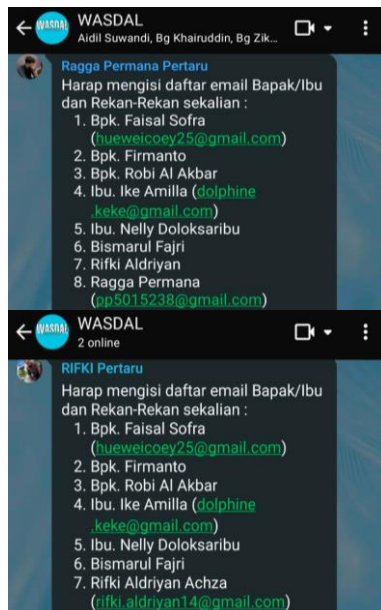 WASDAL
WASDAL
Aidil Suwandi, Bg Khairuddin, Bg Zik...
Ragga Permana Pertaru
Harap mengisi daftar email Bapak/Ibu
dan Rekan-Rekan sekalian :
1. Bpk. Faisal Sofra
(hueweicoey25@gmail.com)
2. Bpk. Firmanto
3. Bpk. Robi Al Akbar
4. Ibu. Ike Amilla (dolphine
.keke@gmail.com)
5. Ibu. Nelly Doloksaribu
6. Bismarul Fajri
7. Rifki Aldriyan
8. Ragga Permana
(pp5015238@gmail.com)
WASDAL
WASDAL
2 online
RIFKI Pertaru
Harap mengisi daftar email Bapak/Ibu
dan Rekan-Rekan sekalian :
1. Bpk. Faisal Sofra
(hueweicoey25@gmail.com)
2. Bpk. Firmanto
3. Bpk. Robi Al Akbar
4. Ibu. Ike Amilla (dolphine
.keke@gmail.com)
5. Ibu. Nelly Doloksaribu
6. Bismarul Fajri
7. Rifki Aldriyan Achza
(rifki.aldriyan14@gmail.com)